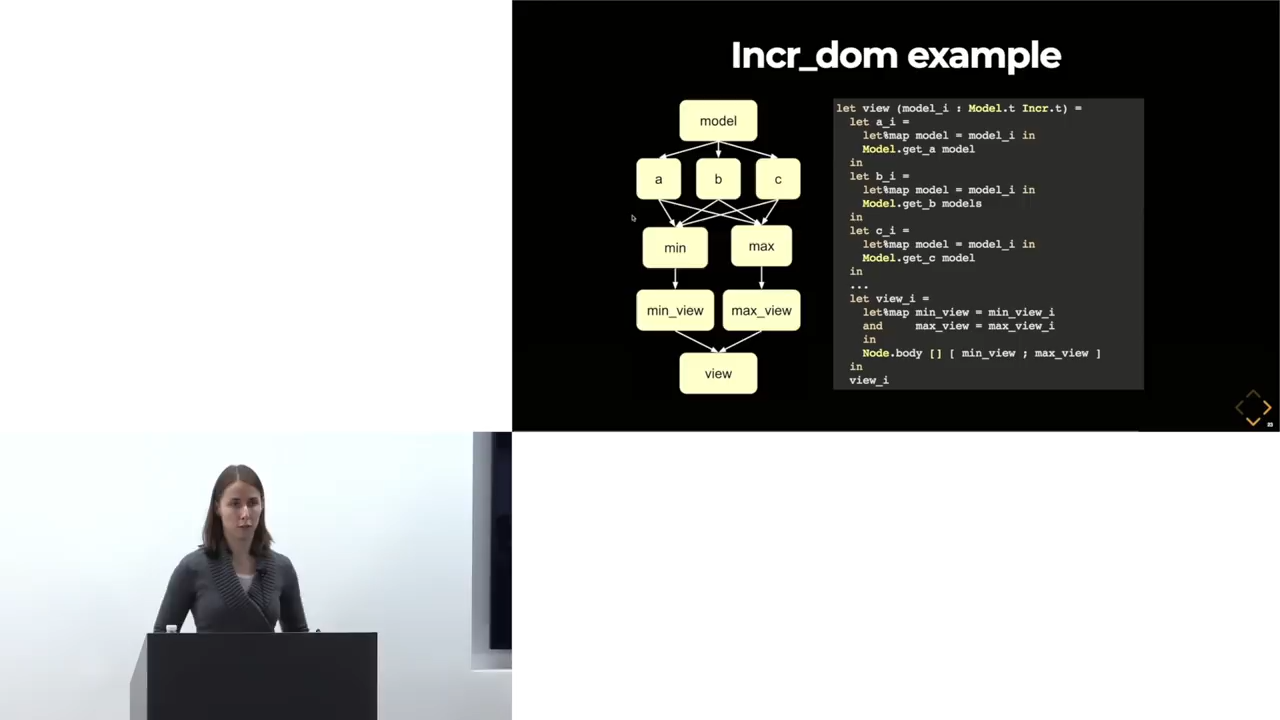 Incr_dom example
model
a b c
min max
min_view max_view
view
let view (model_i : Model.t Incr.t) =
let a_i =
let%map model = model_i in
Model.get_a model
in
let b_i =
let%map model = model_i in
Model.get_b models
in
let c_i =
let%map model = model_i in
Model.get_c model
in
...
let view_i =
let%map min_view = min_view_i
and max_view = max_view_i
in
Node.body [] [ min_view ; max_view ]
in
view_i